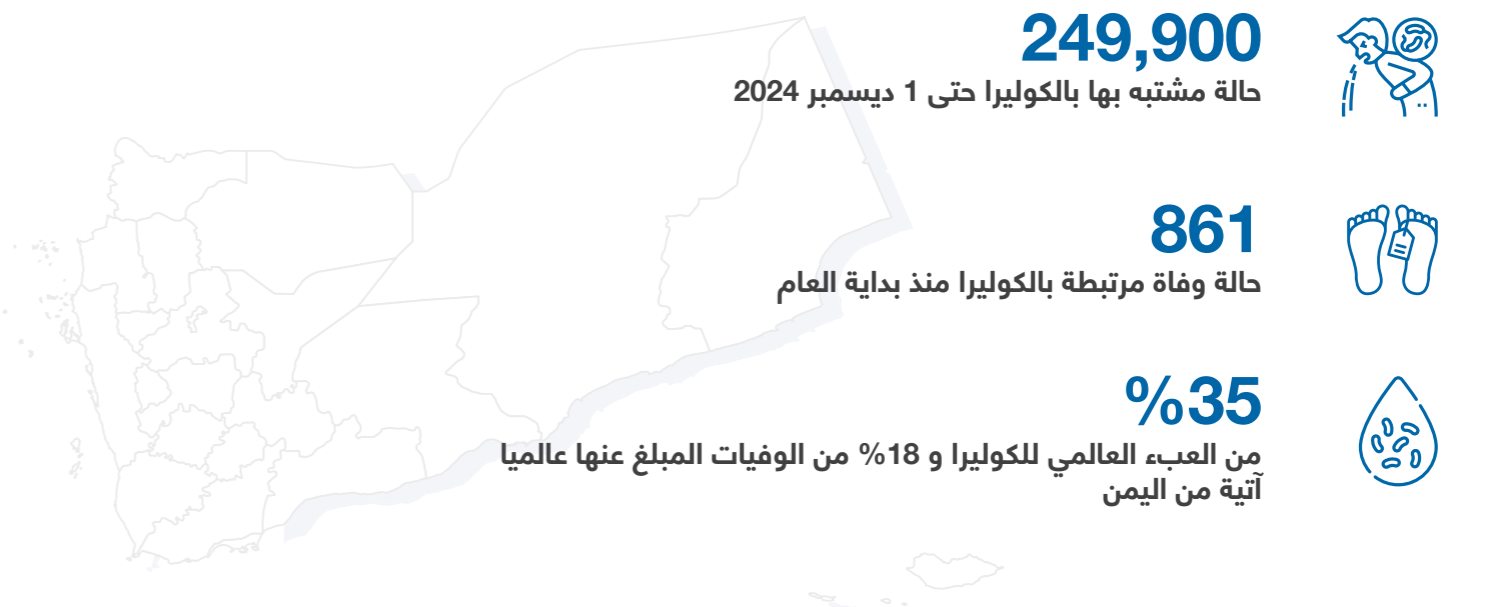 249,900
حالة مشتبه بها بالكوليرا حتى 1 ديسمبر 2024
861
حالة وفاة مرتبطة بالكوليرا منذ بداية العام
%35
من العبء العالمي للكوليرا و 18% من الوفيات المبلغ عنها عالميا
آتية من اليمن